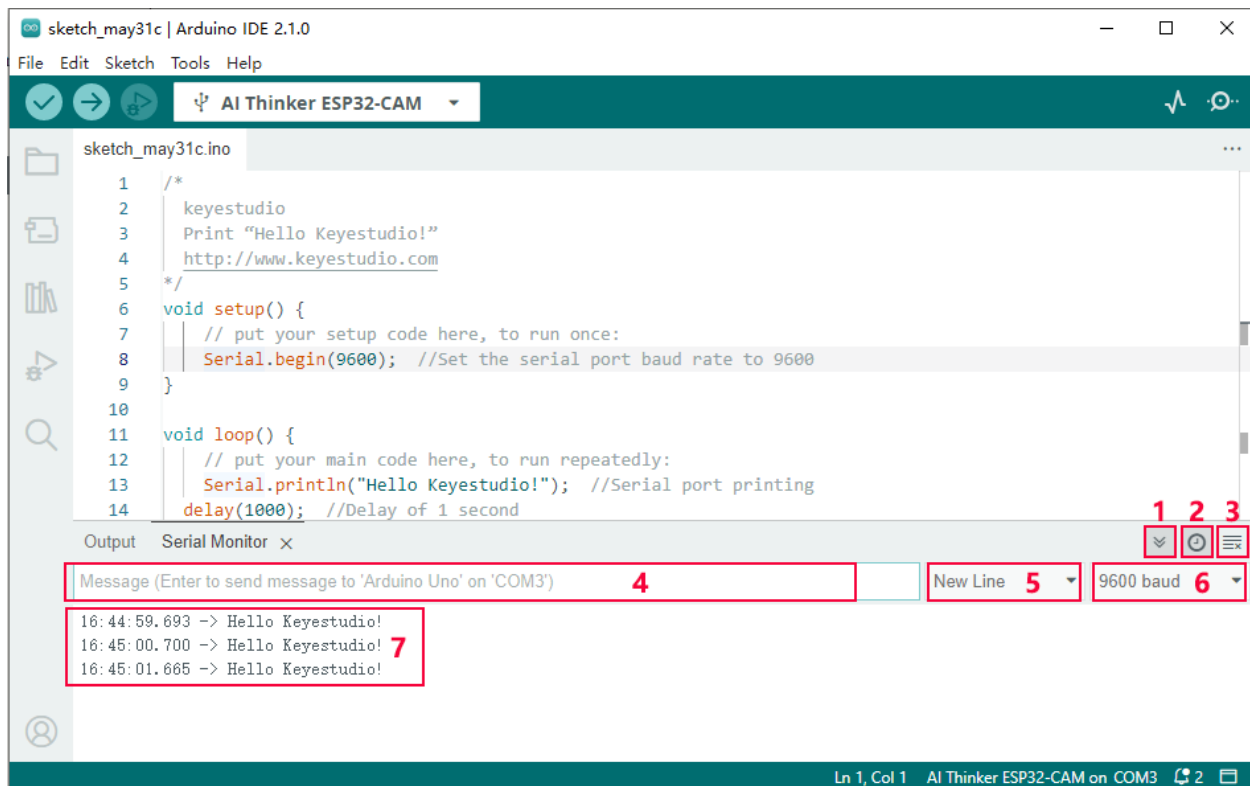 sketch_may31c | Arduino IDE 2.1.0
File Edit Sketch Tools Help
AI Thinker ESP32-CAM
sketch_may31c.ino
1 /*
2 keyestudio
3 Print “Hello Keyestudio!”
4 http://www.keyestudio.com
5 */
6 void setup() {
7 // put your setup code here, to run once:
8 Serial.begin(9600); //Set the serial port baud rate to 9600
9 }
10
11 void loop() {
12 // put your main code here, to run repeatedly:
13 Serial.println("Hello Keyestudio!"); //Serial port printing
14 delay(1000); //Delay of 1 second
1 2 3
Output Serial Monitor
Message (Enter to send message to 'Arduino Uno' on 'COM3') 4 New Line 5 9600 baud 6
16:44:59.693 -> Hello Keyestudio!
16:45:00.700 -> Hello Keyestudio! 7
16:45:01.665 -> Hello Keyestudio!
Ln 1, Col 1 AI Thinker ESP32-CAM on COM3 2